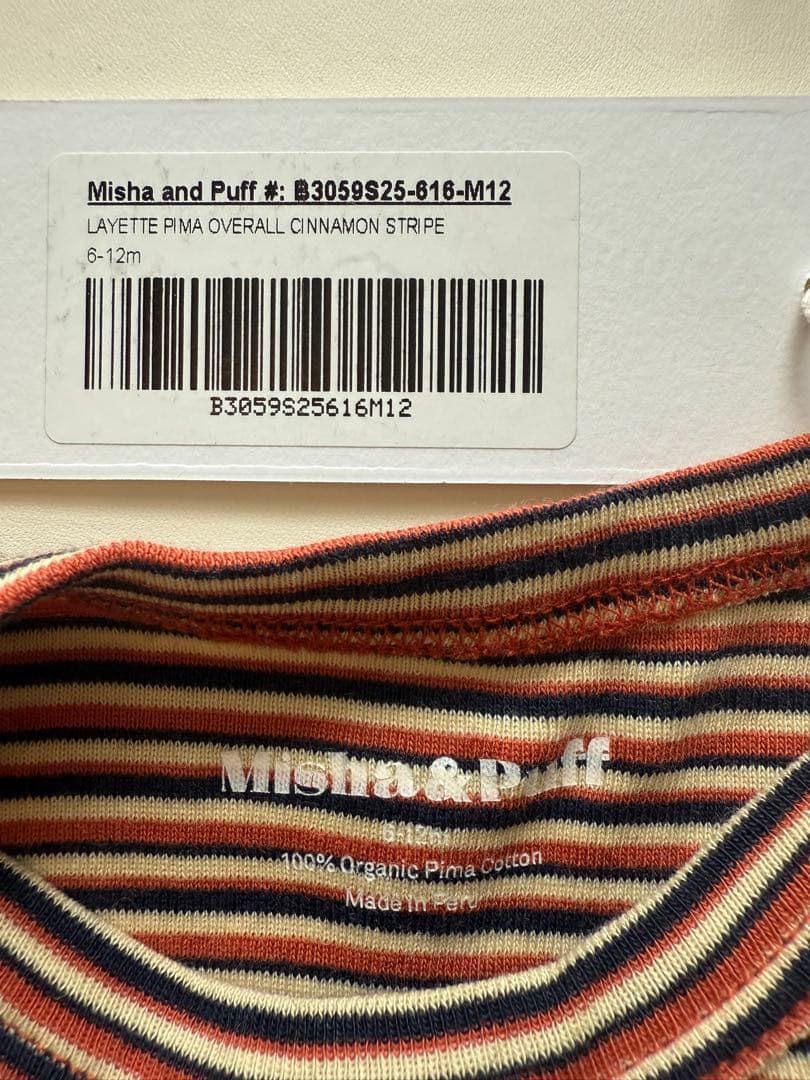 Misha and Puff #: B3059S25-616-M12
LAYETTE PIMA OVERALL CINNAMON STRIPE
6-12m
B3059S25616M12
Misha&Puff
6-12m
100% Organic Pima Cotton
Made in Peru